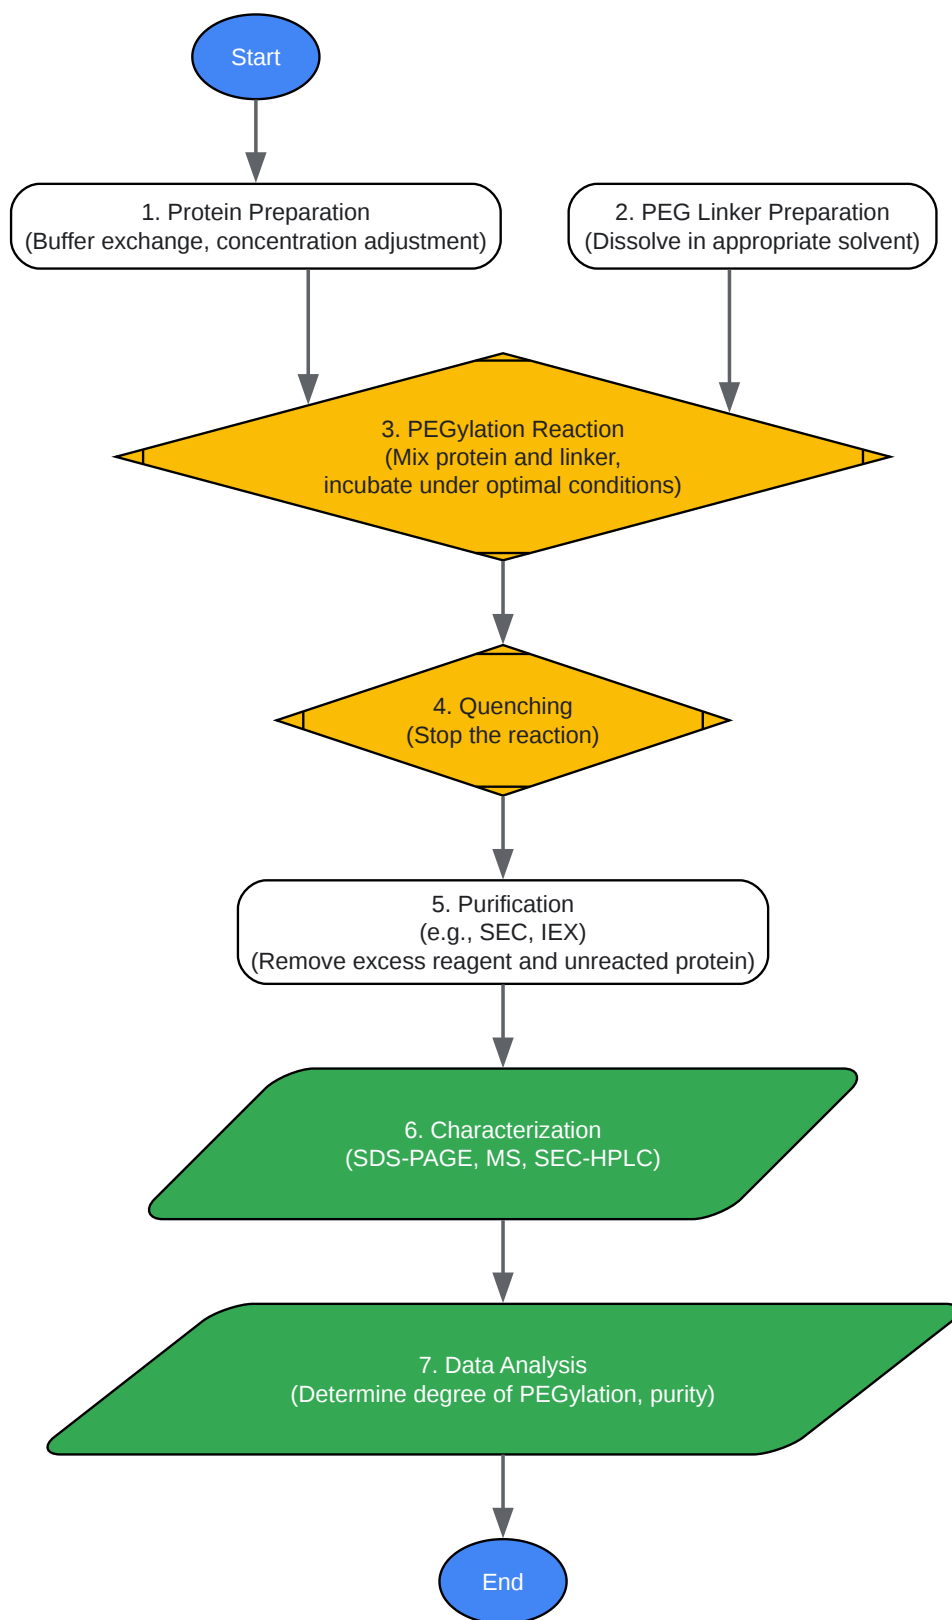 Start
1. Protein Preparation
(Buffer exchange, concentration adjustment)
2. PEG Linker Preparation
(Dissolve in appropriate solvent)
3. PEGylation Reaction
(Mix protein and linker,
incubate under optimal conditions)
4. Quenching
(Stop the reaction)
5. Purification
(e.g., SEC, IEX)
(Remove excess reagent and unreacted protein)
6. Characterization
(SDS-PAGE, MS, SEC-HPLC)
7. Data Analysis
(Determine degree of PEGylation, purity)
End